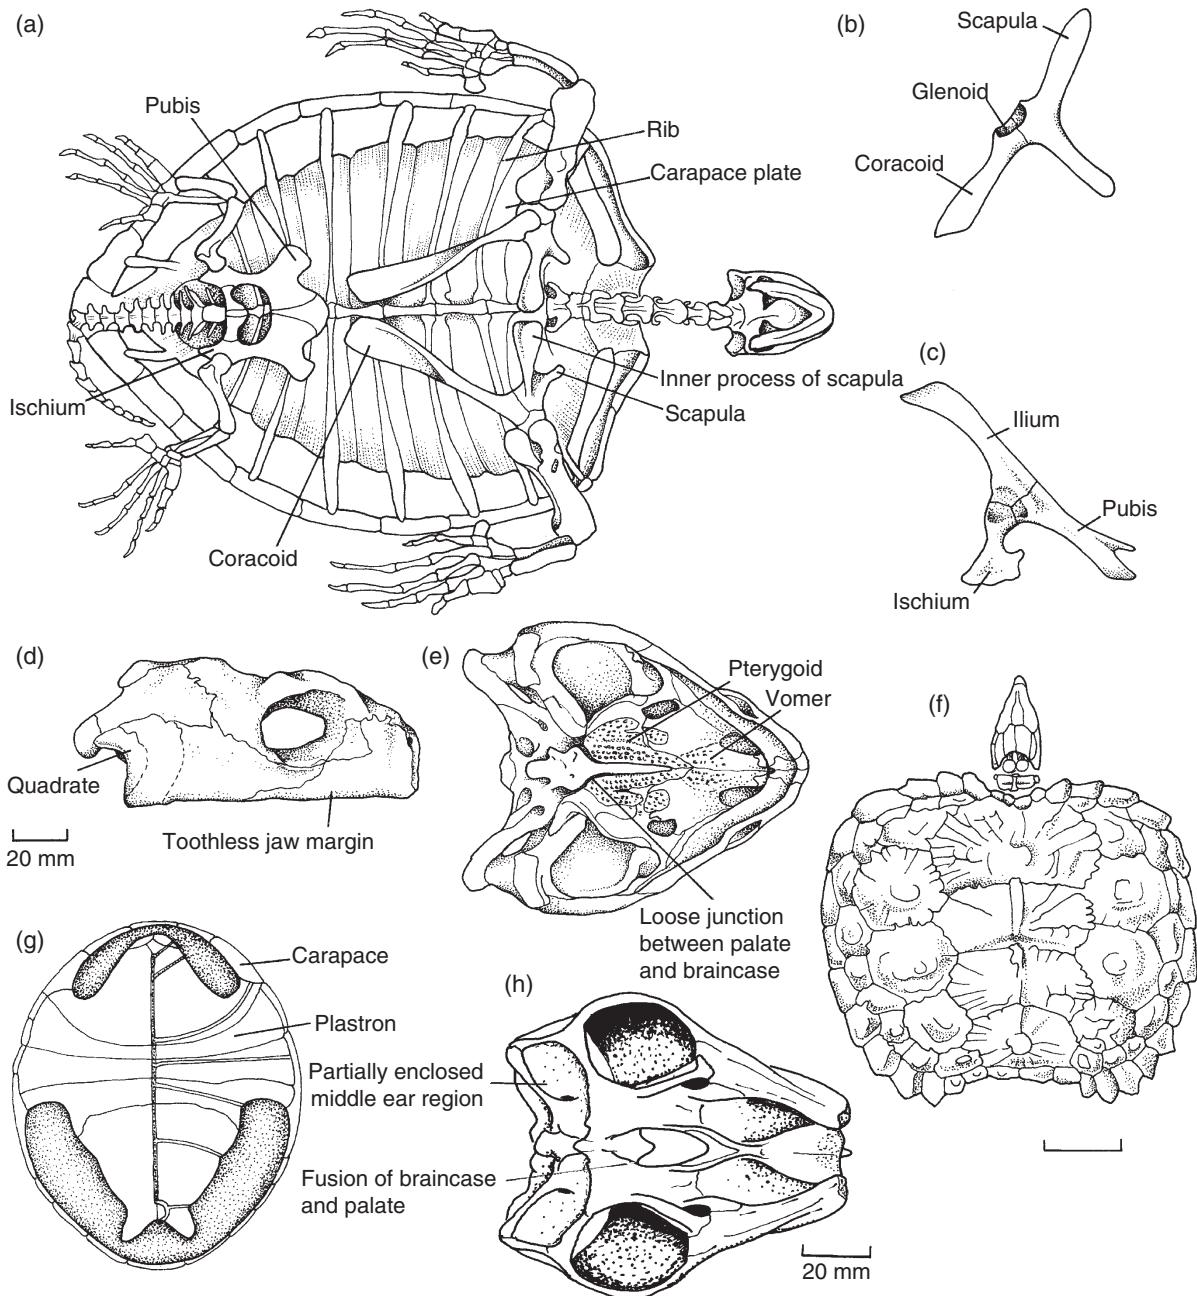 (a)
Pubis
Rib
Carapace plate
Inner process of scapula
Scapula
Ischium
Coracoid
(b)
Scapula
Glenoid
Coracoid
(c)
Ilium
Pubis
Ischium
(d)
Quadrate
Toothless jaw margin
20 mm
(e)
Pterygoid
Vomer
Loose junction
between palate
and braincase
(f)
(g)
Carapace
Plastron
(h)
Partially enclosed
middle ear region
Fusion of braincase
and palate
20 mm